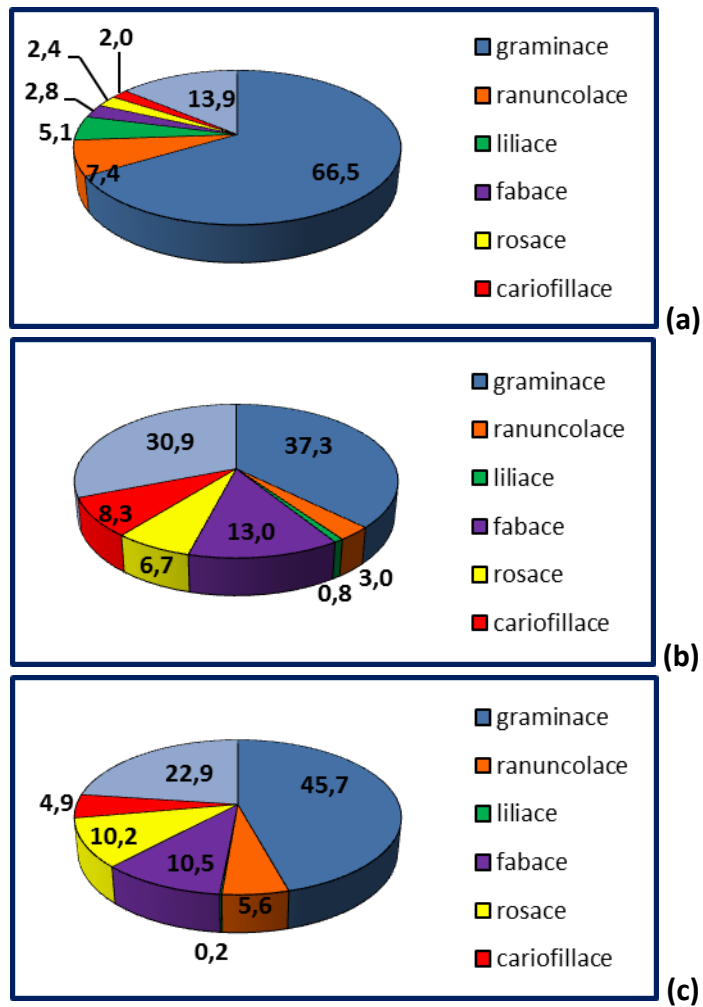 2,0
2,4
2,8
5,1
7,4
13,9
66,5
graminace
ranuncolace
liliace
fabace
rosace
cariofillace
(a)
30,9
37,3
8,3
6,7
13,0
0,8
3,0
graminace
ranuncolace
liliace
fabace
rosace
cariofillace
(b)
22,9
45,7
4,9
10,2
10,5
5,6
0,2
graminace
ranuncolace
liliace
fabace
rosace
cariofillace
(c)